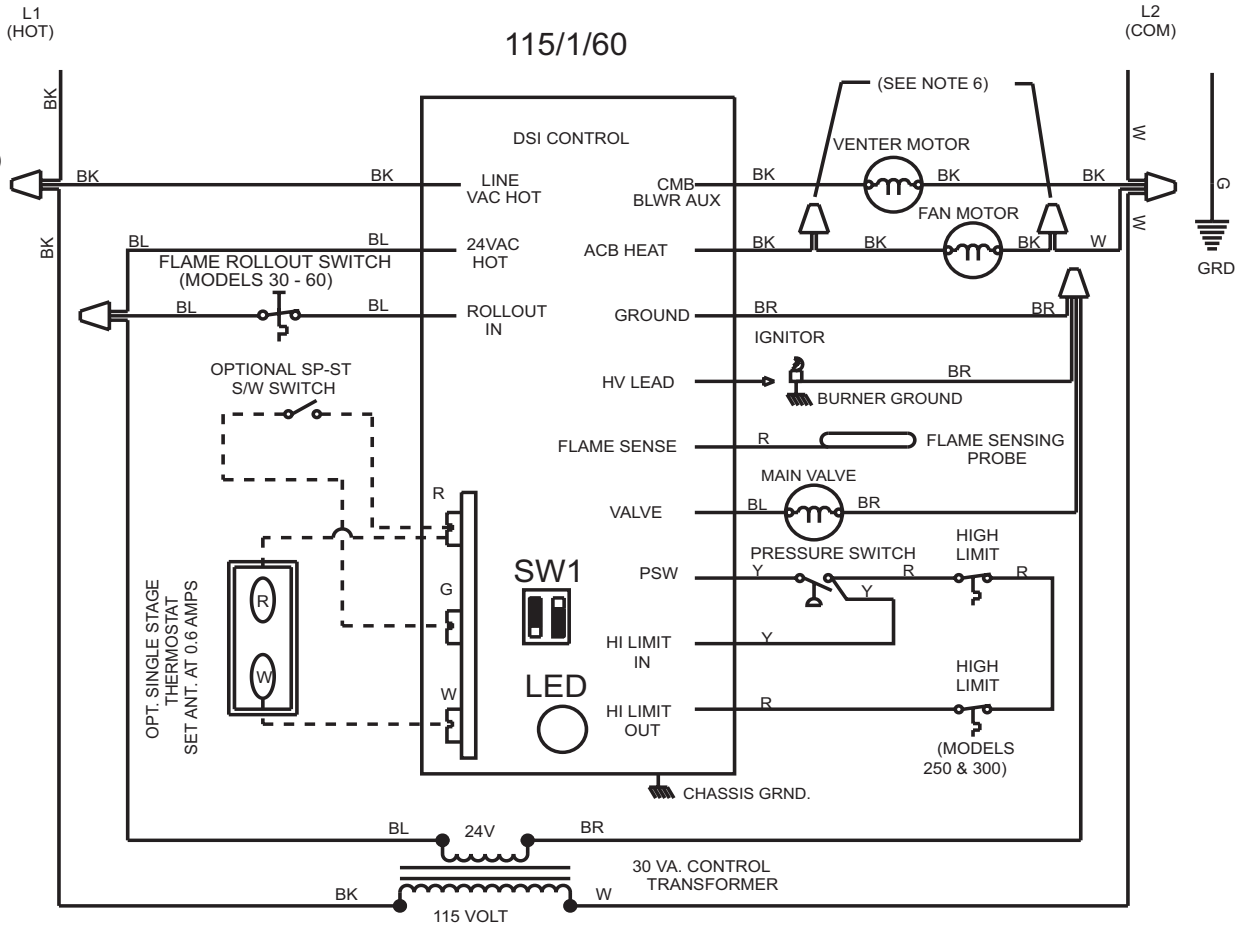 L1
(HOT)
L2
(COM)
115/1/60
(SEE NOTE 6)
BK
W
DSI CONTROL
VENTER MOTOR
)
BK
BK
LINE
VAC HOT
CMB
BLWR AUX
BK
BK
BK
G
FAN MOTOR
W
BK
BL
BL
24VAC
HOT
ACB HEAT
BK
BK
BK
W
GRD
FLAME ROLLOUT SWITCH
(MODELS 30 - 60)
BL
BL
ROLLOUT
IN
GROUND
BR
BR
IGNITOR
OPTIONAL SP-ST
S/W SWITCH
HV LEAD
BR
BURNER GROUND
FLAME SENSE
R
FLAME SENSING
PROBE
MAIN VALVE
R
VALVE
BL
BR
HIGH
LIMIT
PRESSURE SWITCH
SW1
PSW
Y
R
R
G
Y
R
OPT. SINGLE STAGE
THERMOSTAT
SET ANT. AT 0.6 AMPS
HI LIMIT
IN
Y
W
HIGH
LIMIT
LED
W
HI LIMIT
OUT
R
(MODELS
250 & 300)
CHASSIS GRND.
BL
24V
BR
30 VA. CONTROL
TRANSFORMER
BK
W
115 VOLT